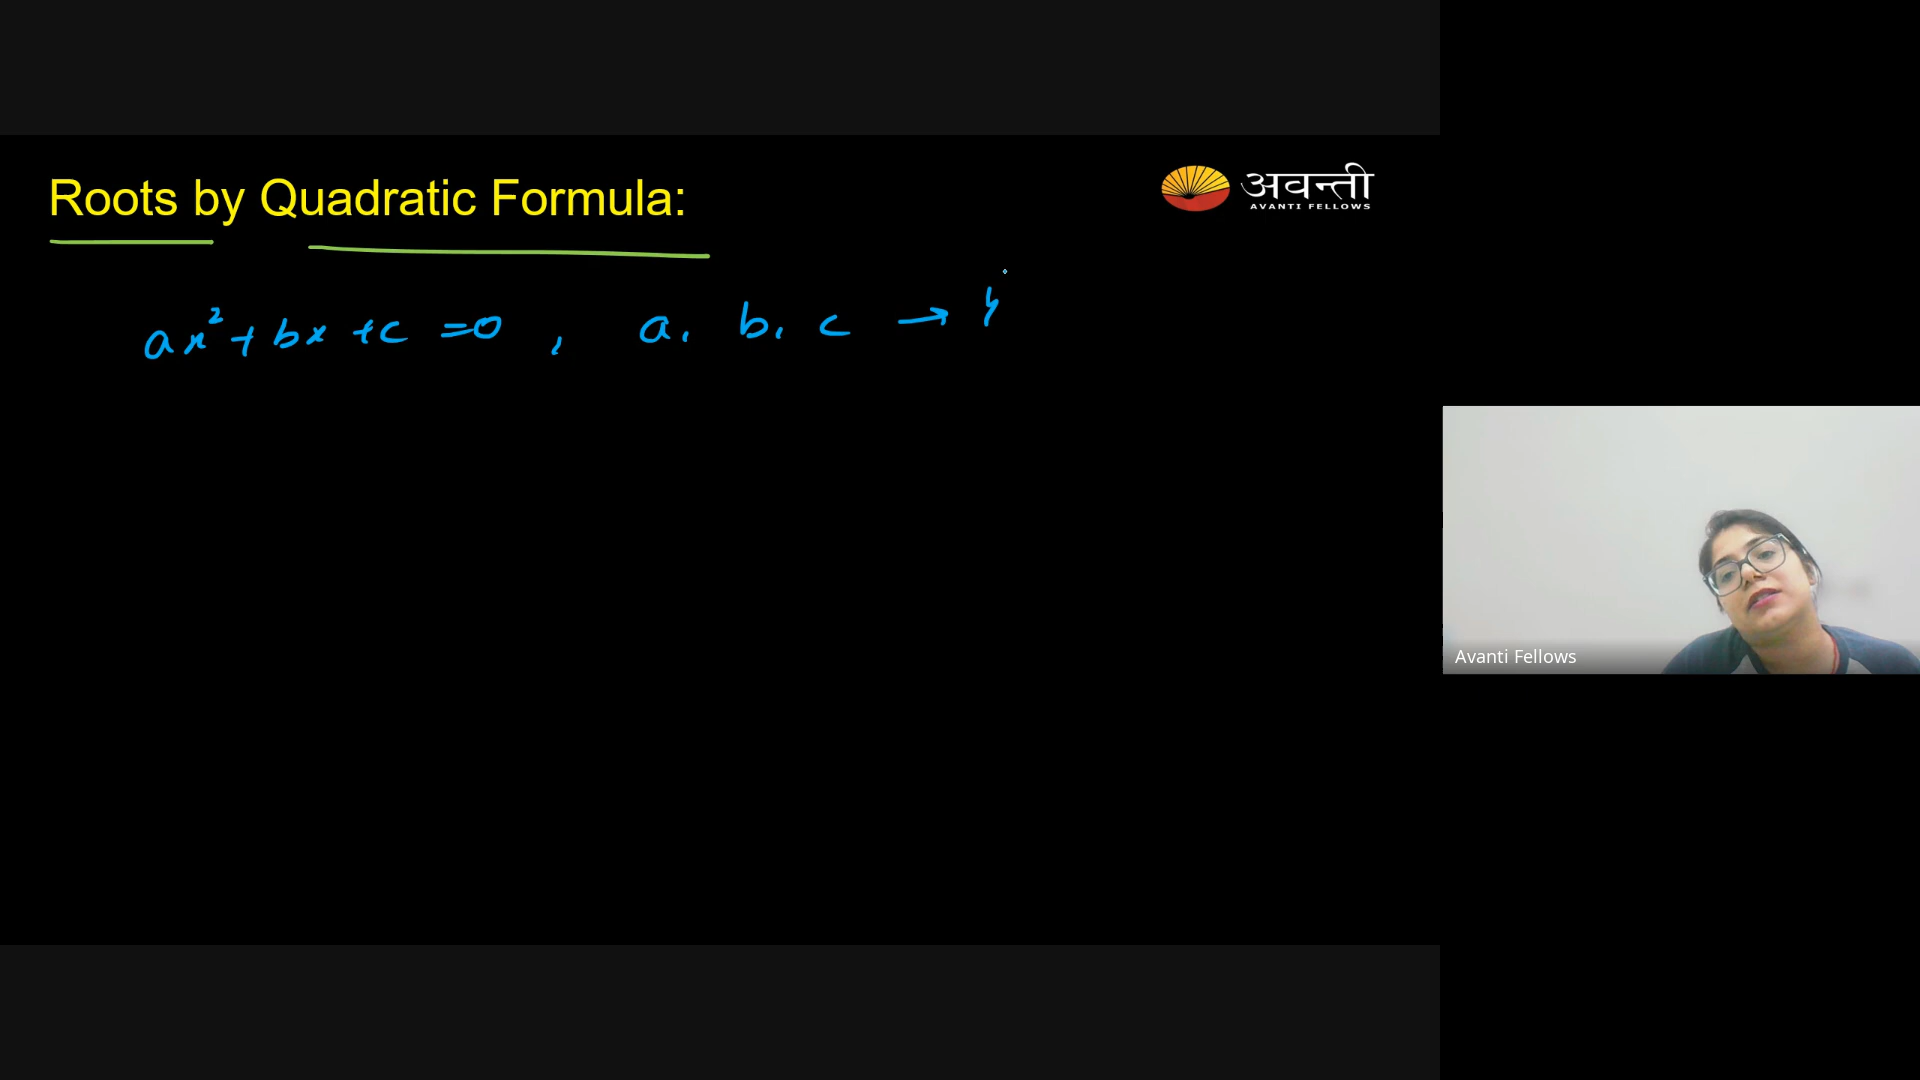 Roots by Quadratic Formula:
अवन्ती
AVANTI FELLOWS
ax²+bx+c=0, a, b, c →
Avanti Fellows